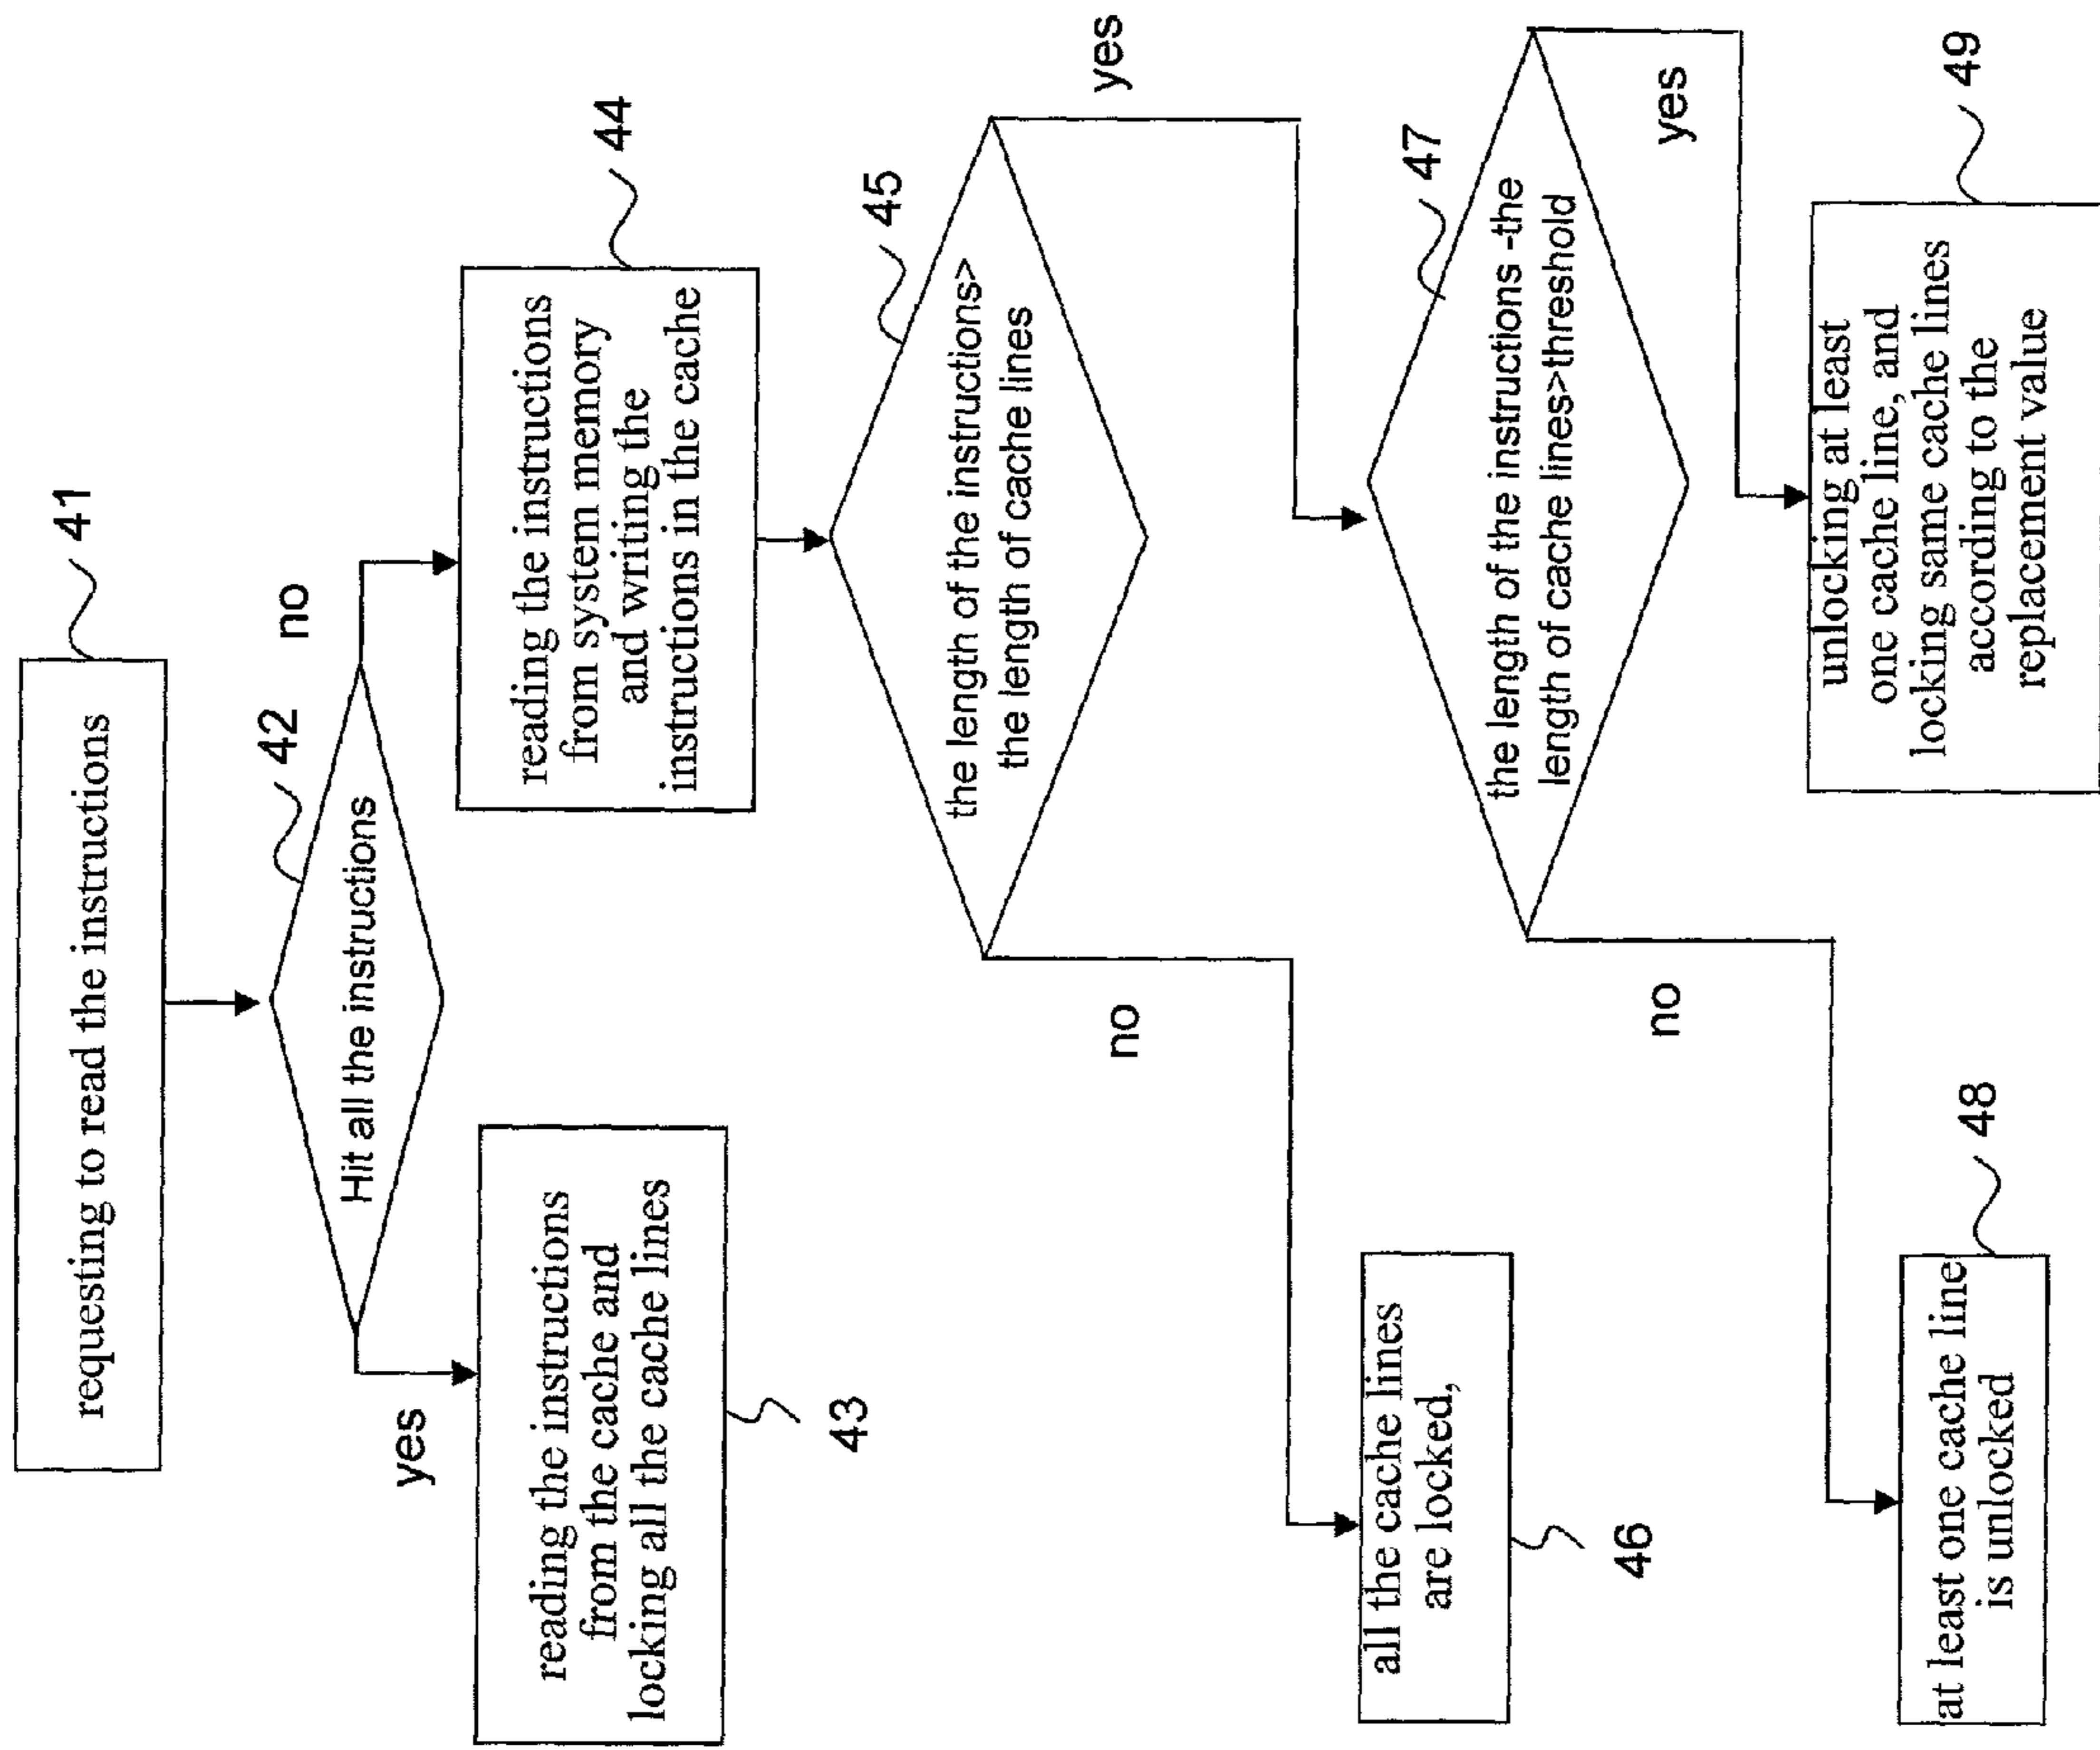 requesting to read the instructions
41
Hit all the instructions
42
yes
no
reading the instructions
from the cache and
locking all the cache lines
43
reading the instructions
from system memory
and writing the
instructions in the cache
44
the length of the instructions>
the length of cache lines
45
no
yes
all the cache lines
are locked,
46
the length of the instructions -the
length of cache lines>threshold
47
no
yes
at least one cache line
is unlocked
48
unlocking at least
one cache line, and
locking same cache lines
according to the
replacement value
49